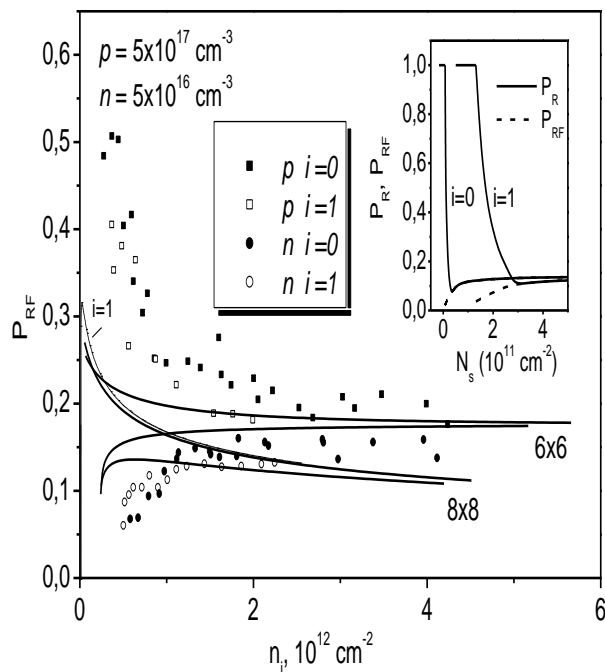 0,6
0,5
0,4
0,3
0,2
0,1
0,0
P_RF
p = 5x10^17 cm^-3
n = 5x10^16 cm^-3
p i=0
p i=1
n i=0
n i=1
i=1
6x6
8x8
0 2 4 6
n_i, 10^12 cm^-2
1,0
0,8
0,6
0,4
0,2
0,0
P_R, P_RF
P_R
P_RF
i=0
i=1
0 2 4
N_s (10^11 cm^-2)